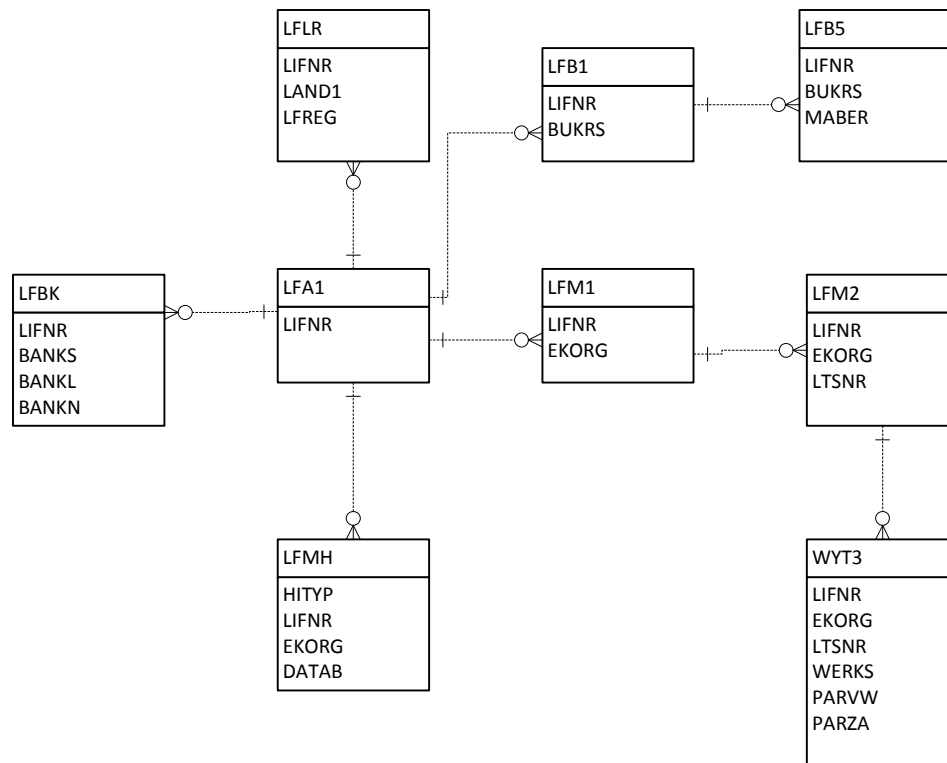 LFLR
LIFNR
LAND1
LFREG
LFB1
LIFNR
BUKRS
LFB5
LIFNR
BUKRS
MABER
LFBK
LIFNR
BANKS
BANKL
BANKN
LFA1
LIFNR
LFM1
LIFNR
EKORG
LFM2
LIFNR
EKORG
LTSNR
LFMH
HITYP
LIFNR
EKORG
DATAB
WYT3
LIFNR
EKORG
LTSNR
WERKS
PARVW
PARZA